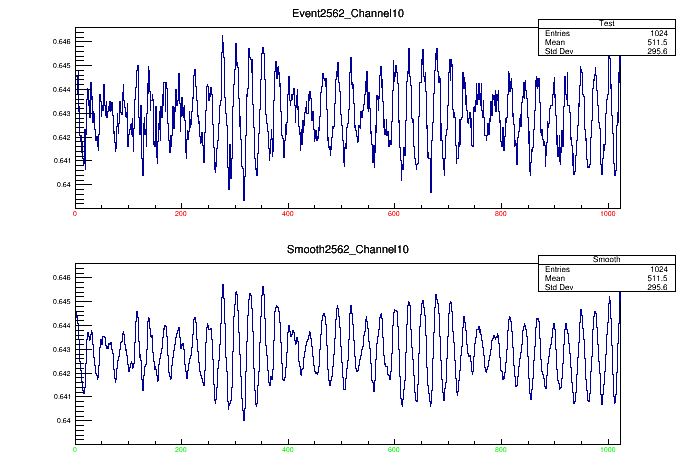 Event2562_Channel10
Test
Entries 1024
Mean 511.5
Std Dev 295.6
0.646
0.645
0.644
0.643
0.642
0.641
0.64
0 200 400 600 800 1000
Smooth2562_Channel10
Smooth
Entries 1024
Mean 511.5
Std Dev 295.6
0.646
0.645
0.644
0.643
0.642
0.641
0.64
0 200 400 600 800 1000